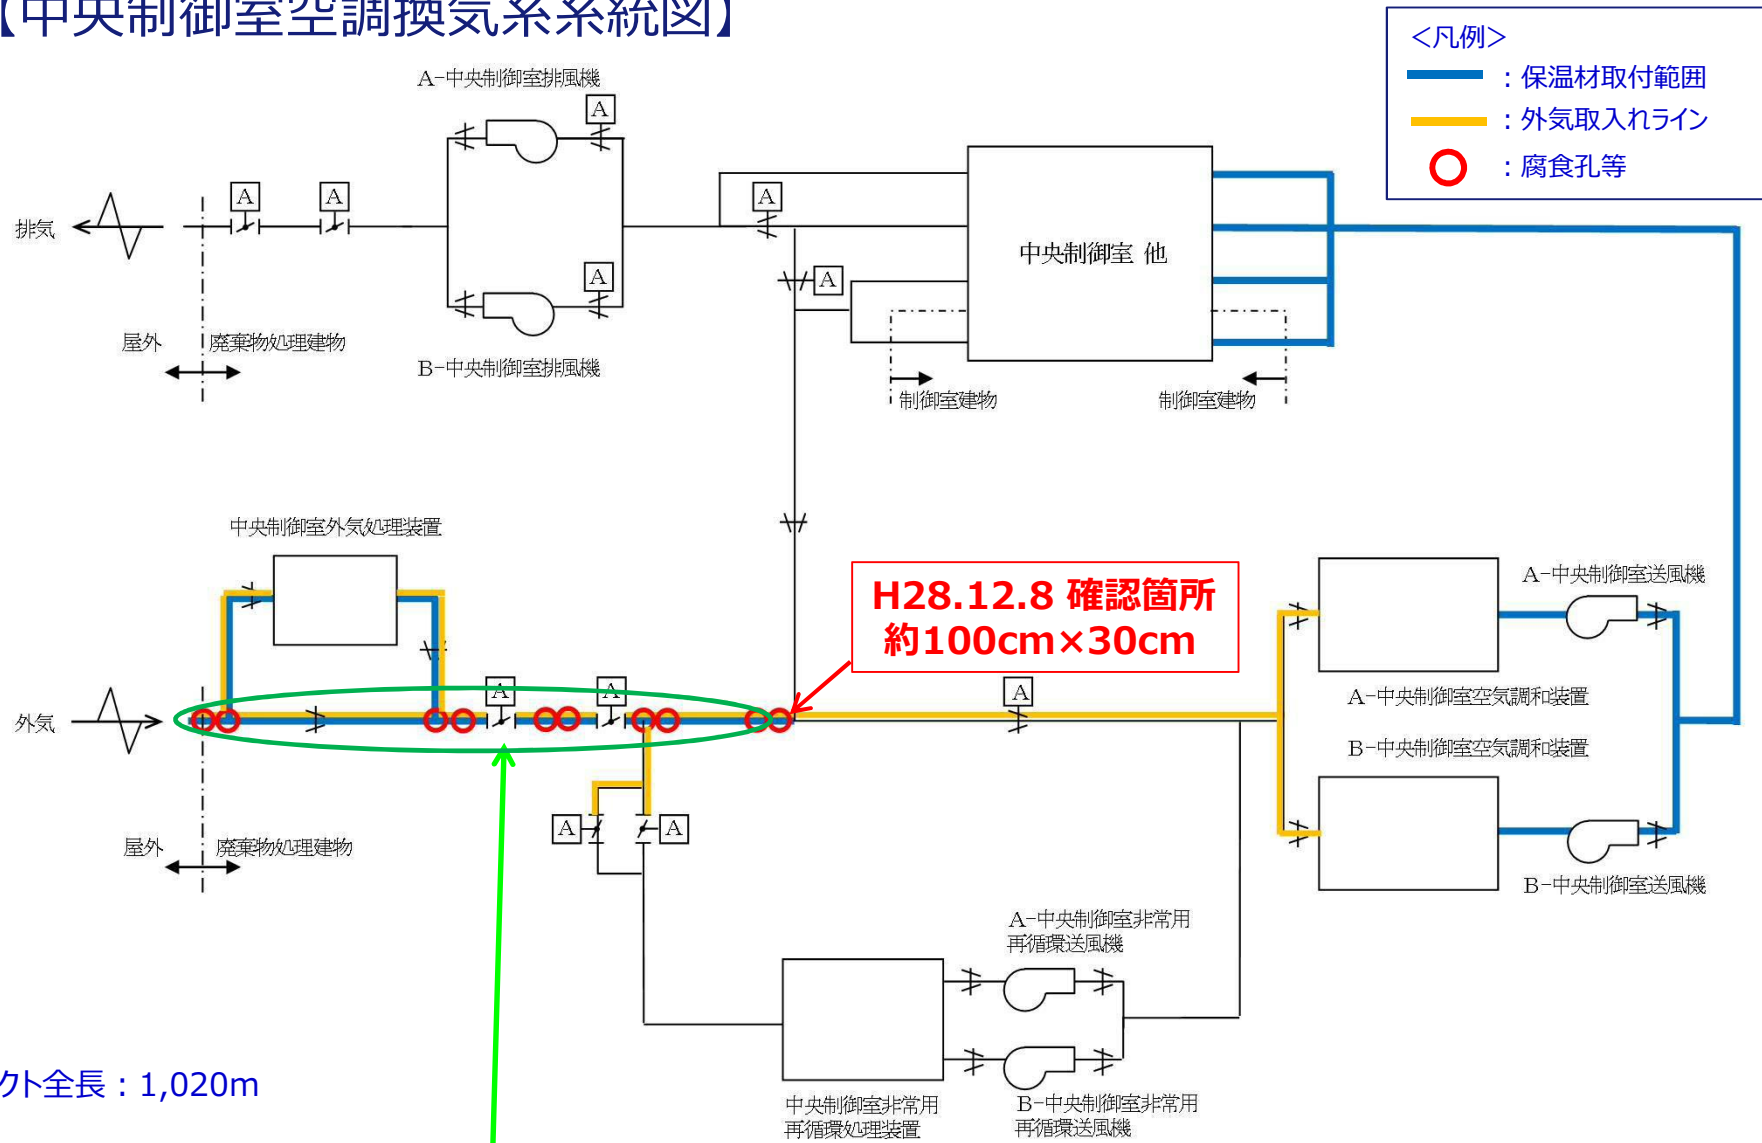 【中央制御室空調換気系系統図】
<凡例>
：保温材取付範囲
：外気取入れライン
：腐食孔等
A-中央制御室排風機
A
A
A
A
排気
中央制御室 他
A
A
屋外
廃棄物処理建物
B-中央制御室排風機
制御室建物
制御室建物
中央制御室外気処理装置
H28.12.8 確認箇所
約100cm×30cm
A-中央制御室送風機
A
A
A
A-中央制御室空気調和装置
外気
B-中央制御室空気調和装置
A
A
屋外
廃棄物処理建物
B-中央制御室送風機
A-中央制御室非常用
再循環送風機
クト全長：1,020m
中央制御室非常用
再循環処理装置
B-中央制御室非常用
再循環送風機